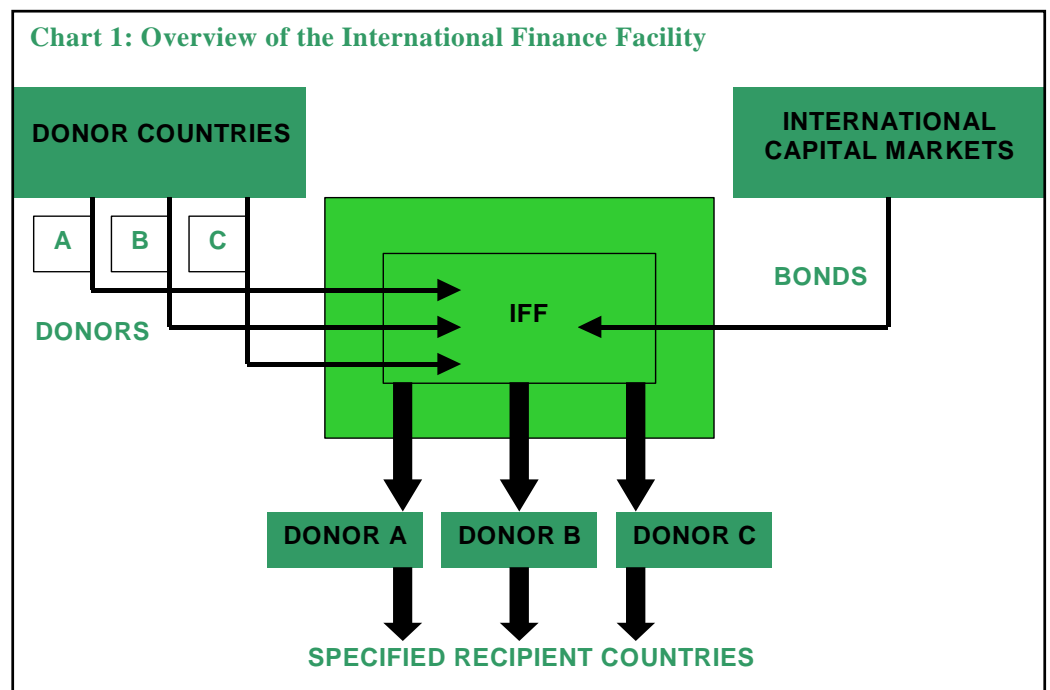 Chart 1: Overview of the International Finance Facility
DONOR COUNTRIES
INTERNATIONAL
CAPITAL MARKETS
A
B
C
BONDS
IFF
DONORS
DONOR A
DONOR B
DONOR C
SPECIFIED RECIPIENT COUNTRIES